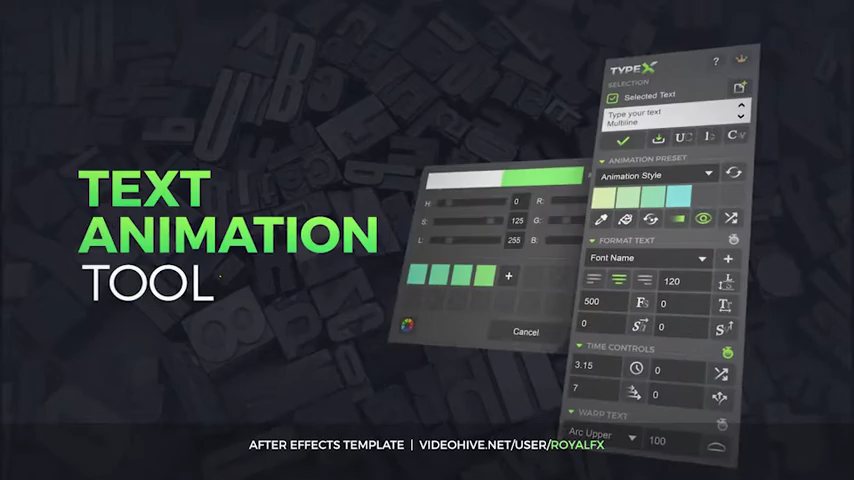 TEXT
ANIMATION
TOOL
H:
0
R:
S:
125
G:
L:
255
B:
+
Cancel
TYPEX
?
SELECTION
Selected Text
Type your text
Multiline
ANIMATION PRESET
Animation Style
FORMAT TEXT
Font Name
+
120
500
0
0
0
TIME CONTROLS
3.15
0
7
0
WARP TEXT
Arc Upper
100
AFTER EFFECTS TEMPLATE | VIDEOHIVE.NET/USER/ROYALFX